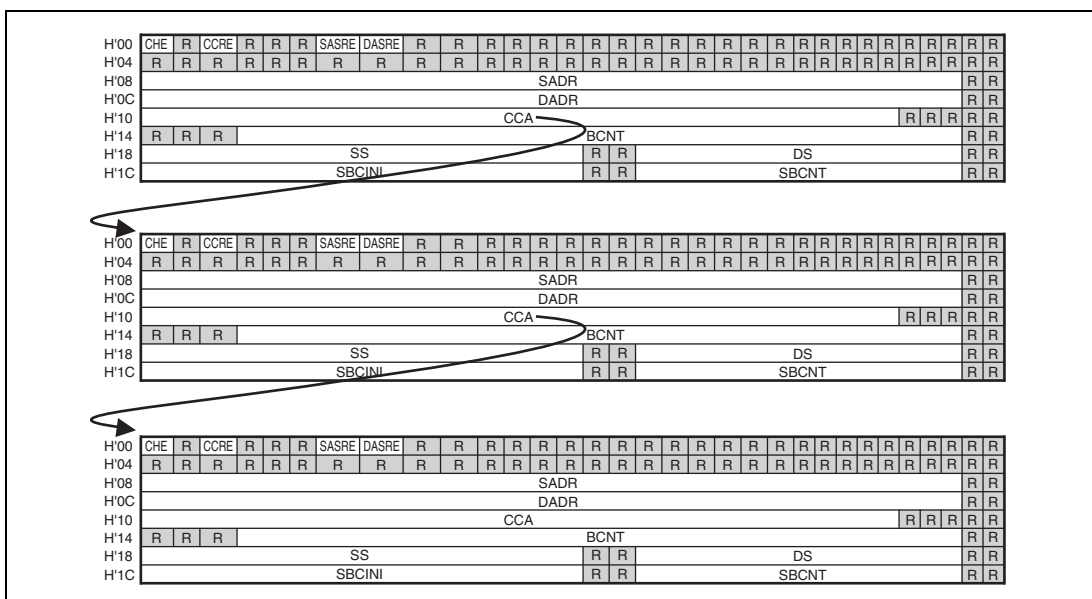 H'00 CHE R CCRE R R R SASRE DASRE R R R R R R R R R R R R R R R R R R R R R R R R
H'04 R R R R R R R R R R R R R R R R R R R R R R R R R R R R R R R R
H'08 SADR R R
H'0C DADR R R
H'10 CCA R R R R R
H'14 R R R BCNT R R
H'18 SS R R DS R R
H'1C SBCINI R R SBCNT R R
H'00 CHE R CCRE R R R SASRE DASRE R R R R R R R R R R R R R R R R R R R R R R R R
H'04 R R R R R R R R R R R R R R R R R R R R R R R R R R R R R R R R
H'08 SADR R R
H'0C DADR R R
H'10 CCA R R R R R
H'14 R R R BCNT R R
H'18 SS R R DS R R
H'1C SBCINI R R SBCNT R R
H'00 CHE R CCRE R R R SASRE DASRE R R R R R R R R R R R R R R R R R R R R R R R R
H'04 R R R R R R R R R R R R R R R R R R R R R R R R R R R R R R R R
H'08 SADR R R
H'0C DADR R R
H'10 CCA R R R R R
H'14 R R R BCNT R R
H'18 SS R R DS R R
H'1C SBCINI R R SBCNT R R